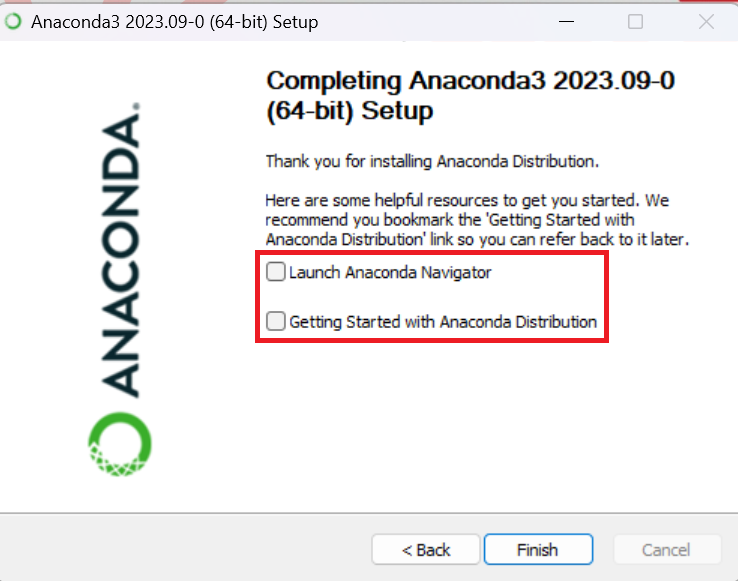 Anaconda3 2023.09-0 (64-bit) Setup
ANACONDA.
Completing Anaconda3 2023.09-0
(64-bit) Setup
Thank you for installing Anaconda Distribution.
Here are some helpful resources to get you started. We
recommend you bookmark the 'Getting Started with
Anaconda Distribution' link so you can refer back to it later.
Launch Anaconda Navigator
Getting Started with Anaconda Distribution
< Back
Finish
Cancel